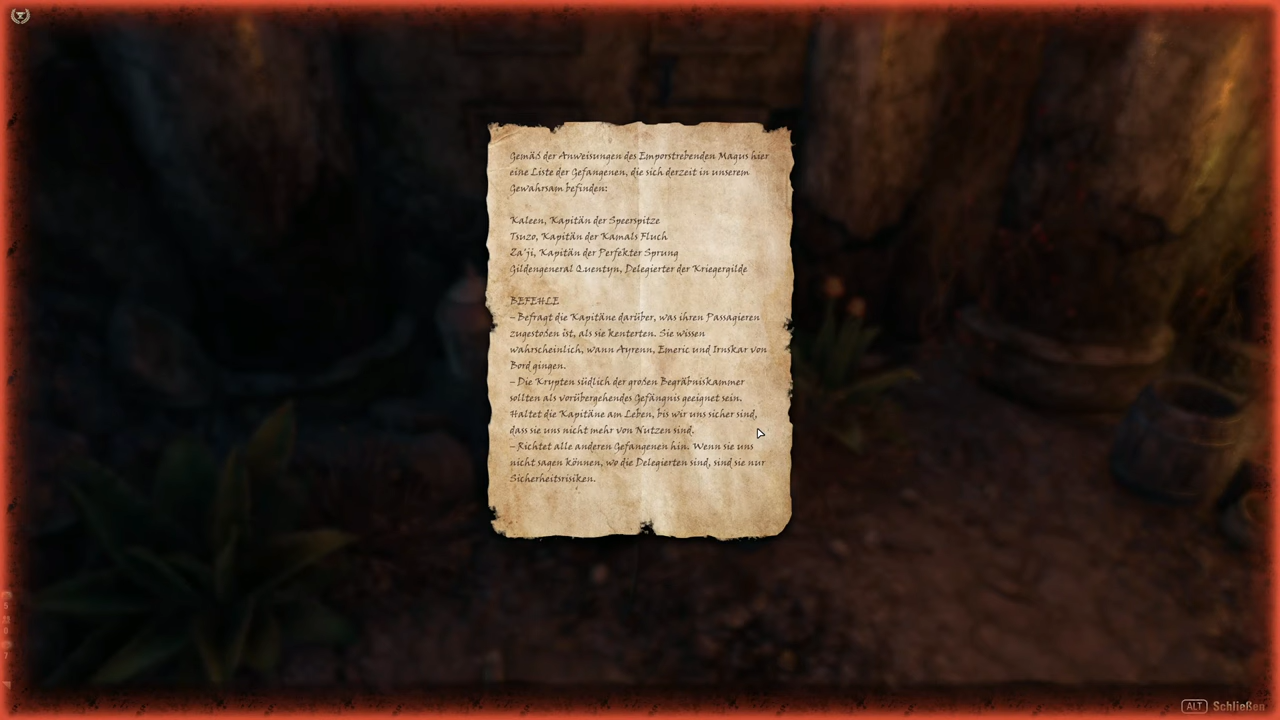 Gemäß der Anweisungen des Emporstrebenden Magus hier
eine Liste der Gefangenen, die sich derzeit in unserem
Gewahrsam befinden:
Kaleen, Kapitän der Speerspitze
Tsuzo, Kapitän der Kamals Fluch
Za'ji, Kapitän der Perfekter Sprung
Gildengeneral Quentyn, Delegierter der Kriegergilde
BEFEHLE
– Befragt die Kapitäne darüber, was ihren Passagieren
zugestoßen ist, als sie kenterten. Sie wissen
wahrscheinlich, wann Ayrenn, Emeric und Irnskar von
Bord gingen.
– Die Krypten südlich der großen Begräbniskammer
sollten als vorübergehendes Gefängnis geeignet sein.
Haltet die Kapitäne am Leben, bis wir uns sicher sind,
dass sie uns nicht mehr von Nutzen sind.
– Richtet alle anderen Gefangenen hin. Wenn sie uns
nicht sagen können, wo die Delegierten sind, sind sie nur
Sicherheitsrisiken.
ALT Schließen